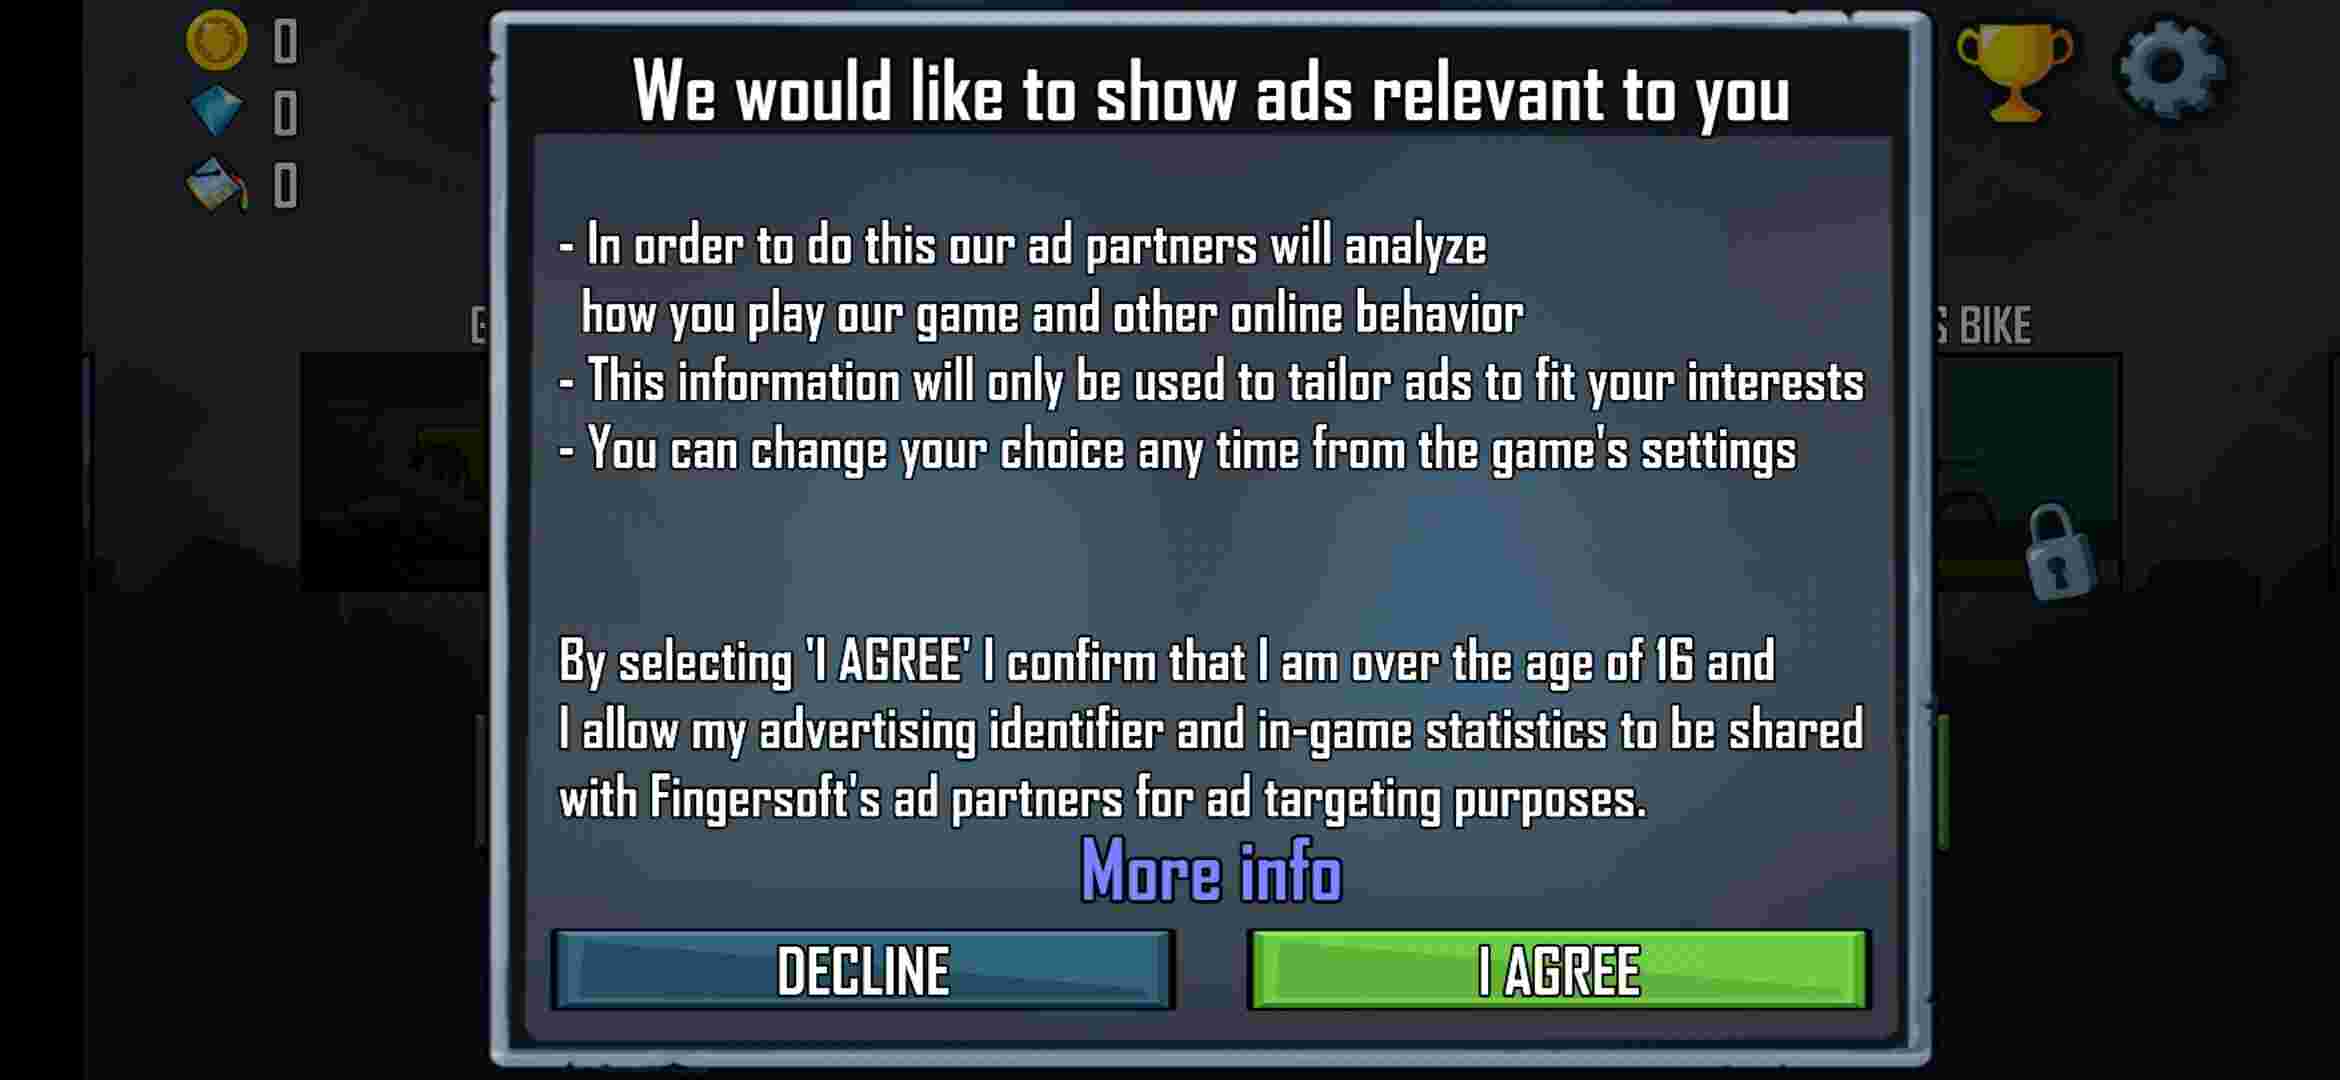 0
0
0
We would like to show ads relevant to you
- In order to do this our ad partners will analyze
how you play our game and other online behavior
- This information will only be used to tailor ads to fit your interests
- You can change your choice any time from the game's settings
BIKE
By selecting 'I AGREE' I confirm that I am over the age of 16 and
I allow my advertising identifier and in-game statistics to be shared
with Fingersoft's ad partners for ad targeting purposes.
More info
DECLINE
I AGREE